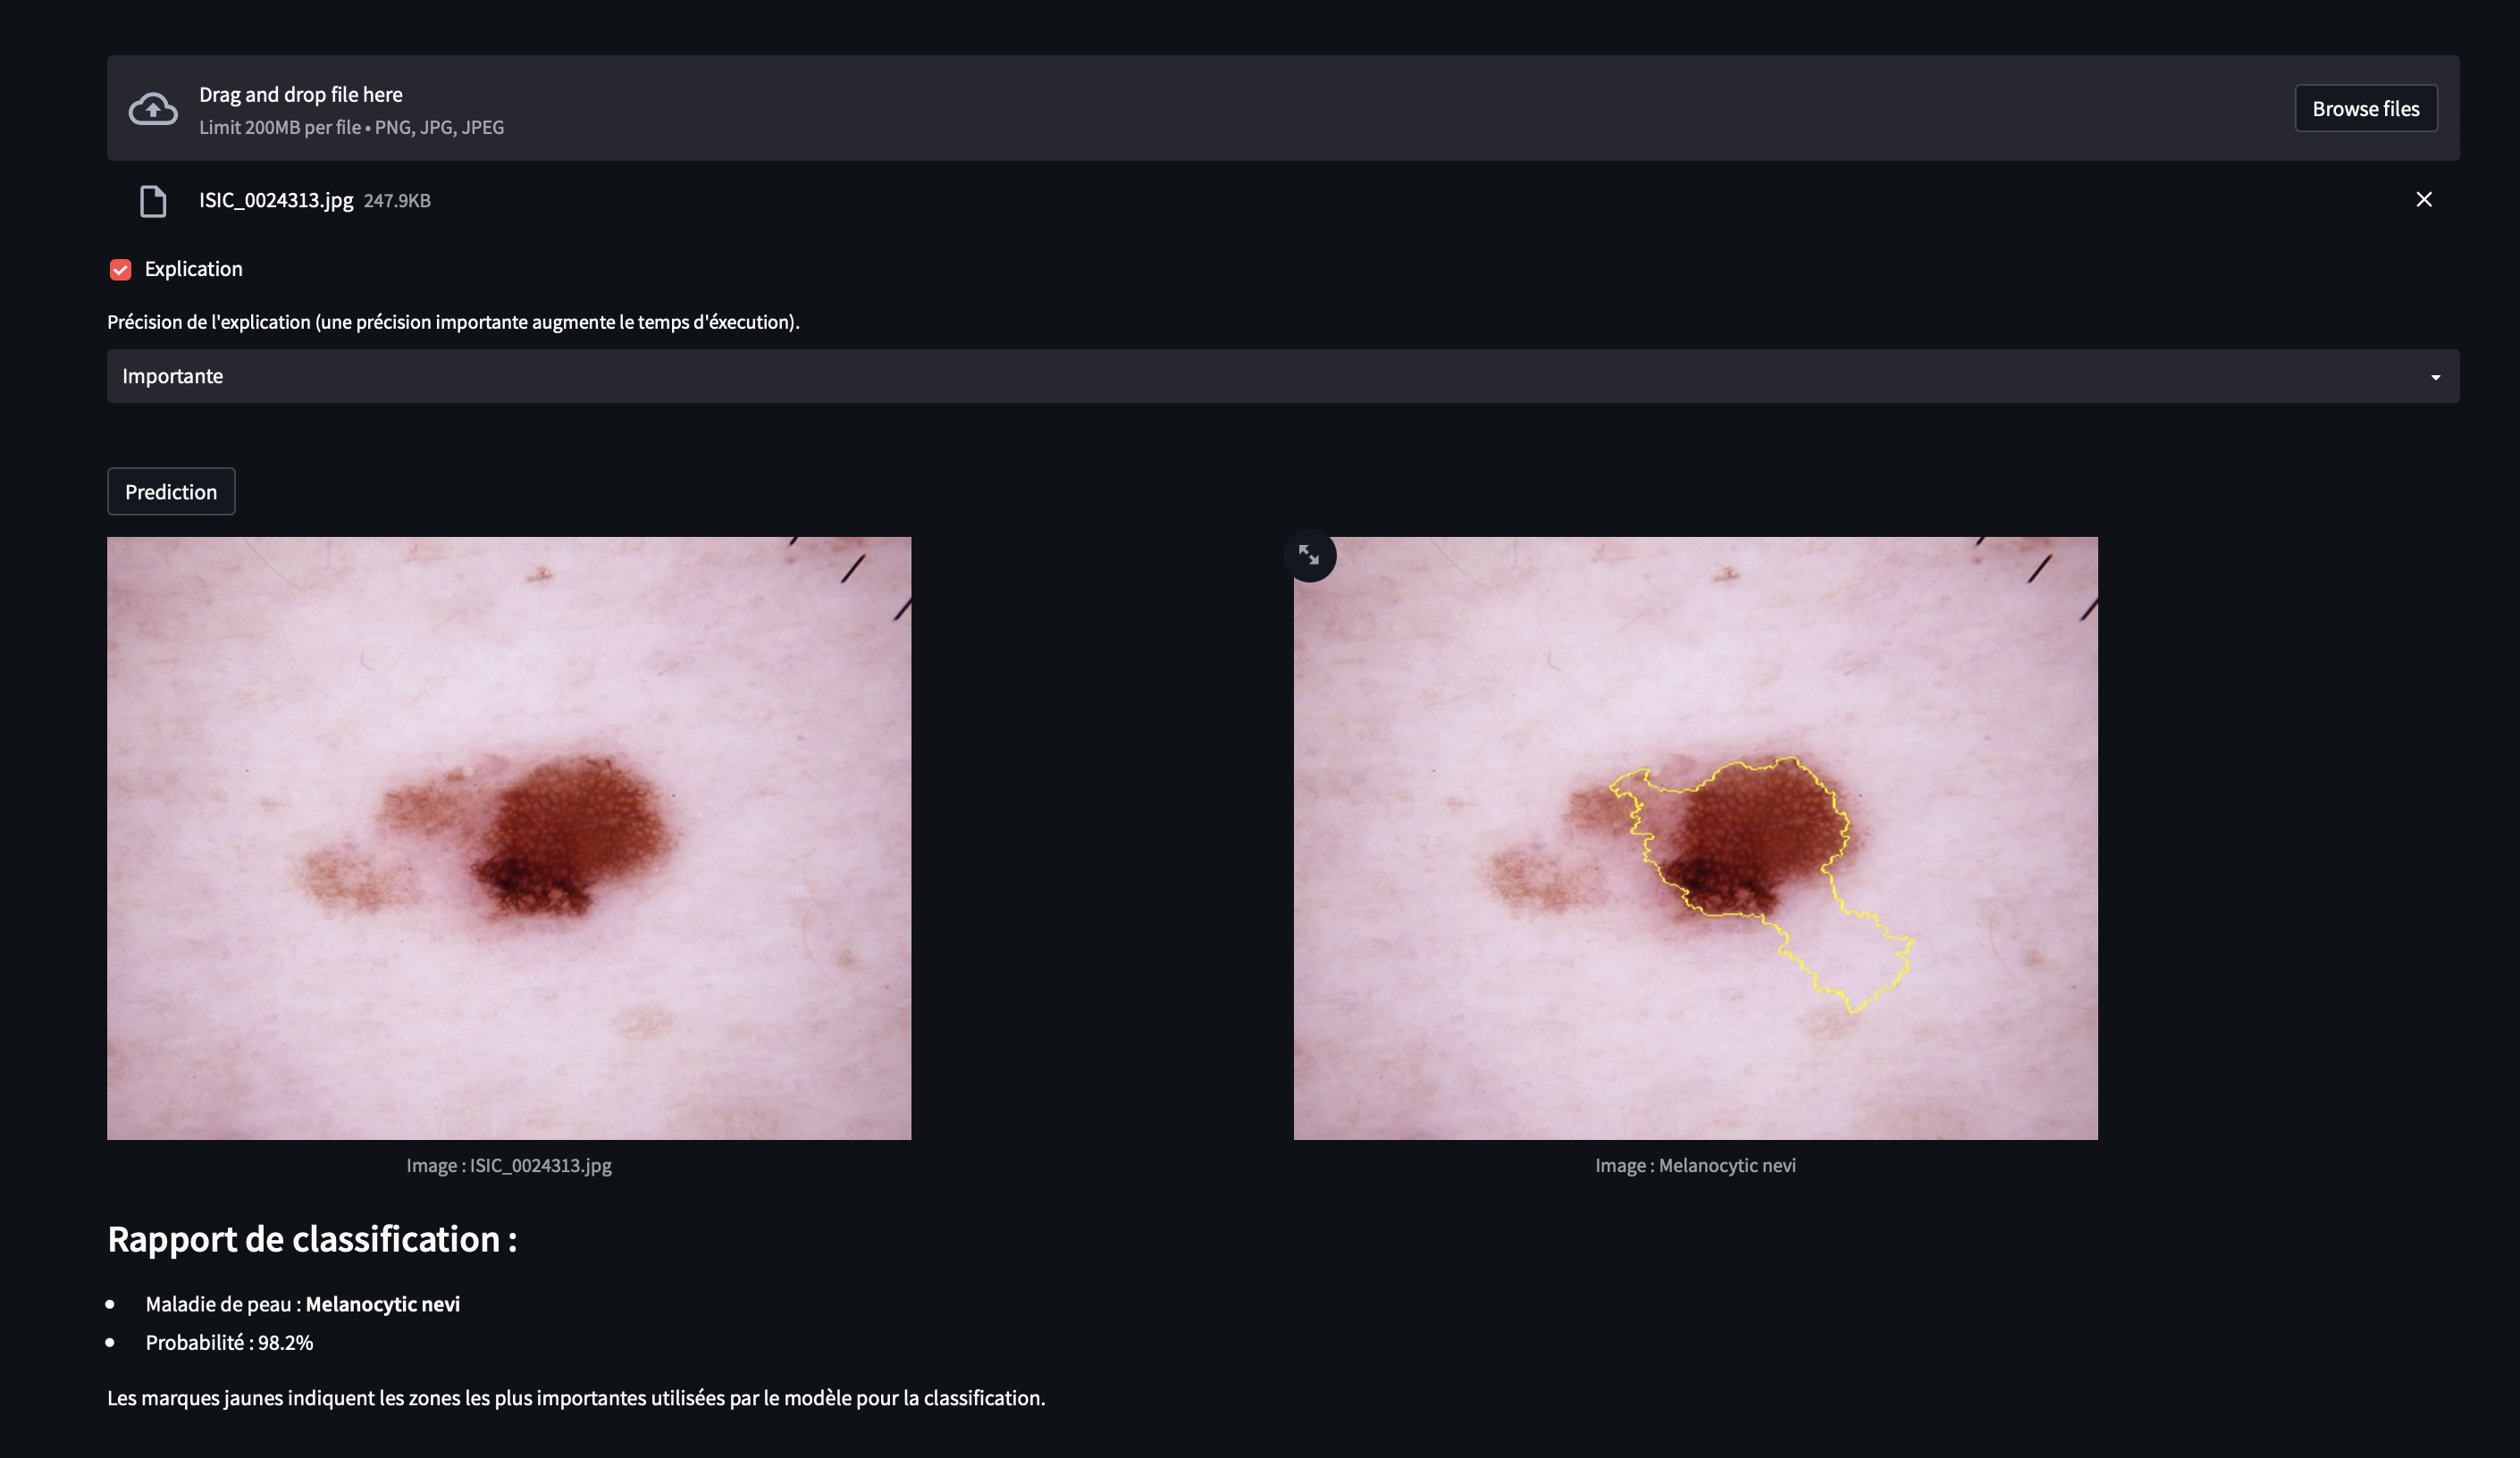 Drag and drop file here
Limit 200MB per file • PNG, JPG, JPEG
Browse files
ISIC_0024313.jpg 247.9KB
Explication
Précision de l'explication (une précision importante augmente le temps d'éxecution).
Importante
Prediction
Image : ISIC_0024313.jpg
Image : Melanocytic nevi
Rapport de classification :
• Maladie de peau : Melanocytic nevi
• Probabilité : 98.2%
Les marques jaunes indiquent les zones les plus importantes utilisées par le modèle pour la classification.